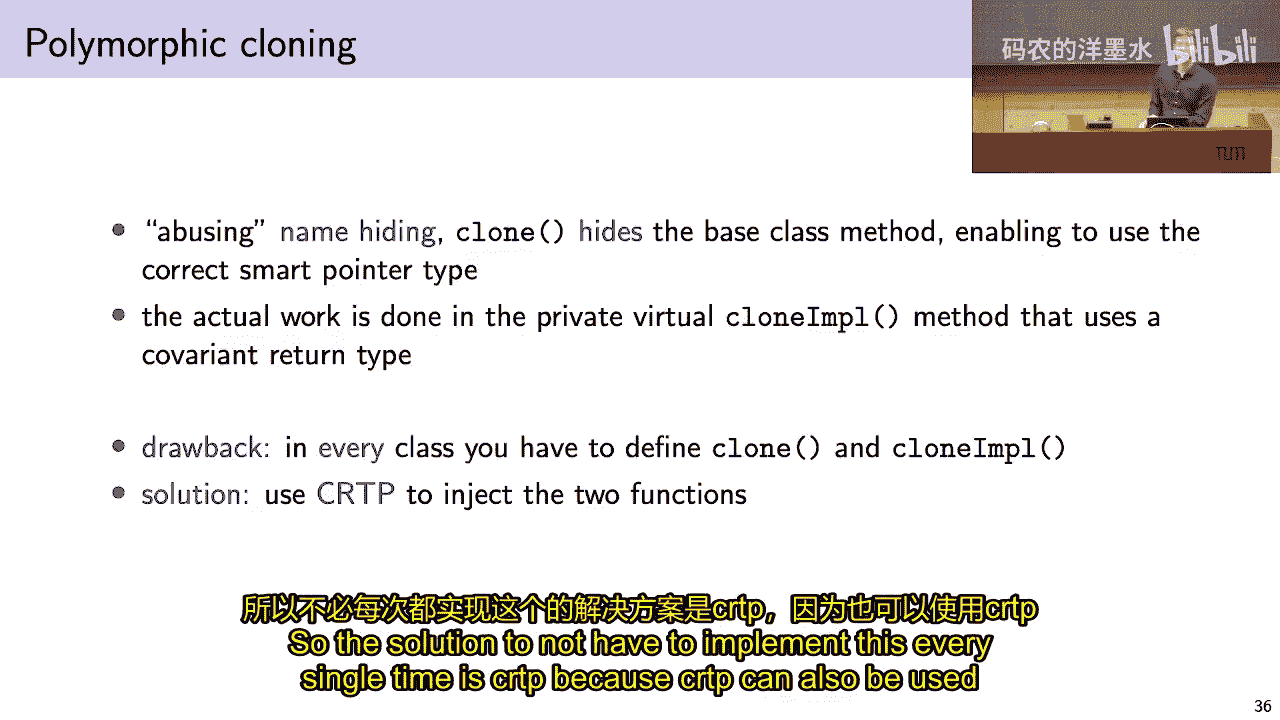 Polymorphic cloning
码农的洋墨水 bilibili
TUM
• “abusing” name hiding, clone() hides the base class method, enabling to use the
correct smart pointer type
• the actual work is done in the private virtual cloneImpl() method that uses a
covariant return type
• drawback: in every class you have to define clone() and cloneImpl()
• solution: use CRTP to inject the two functions
所以不必每次都实现这个的解决方案是crtp，因为也可以使用crtp
So the solution to not have to implement this every
single time is crtp because crtp can also be used
36